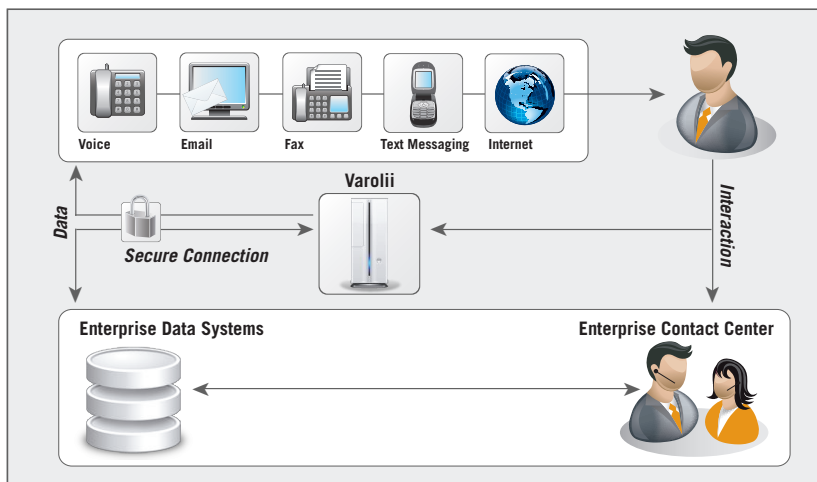 Voice
Email
Fax
Text Messaging
Internet
Varolii
Data
Secure Connection
Interaction
Enterprise Data Systems
Enterprise Contact Center